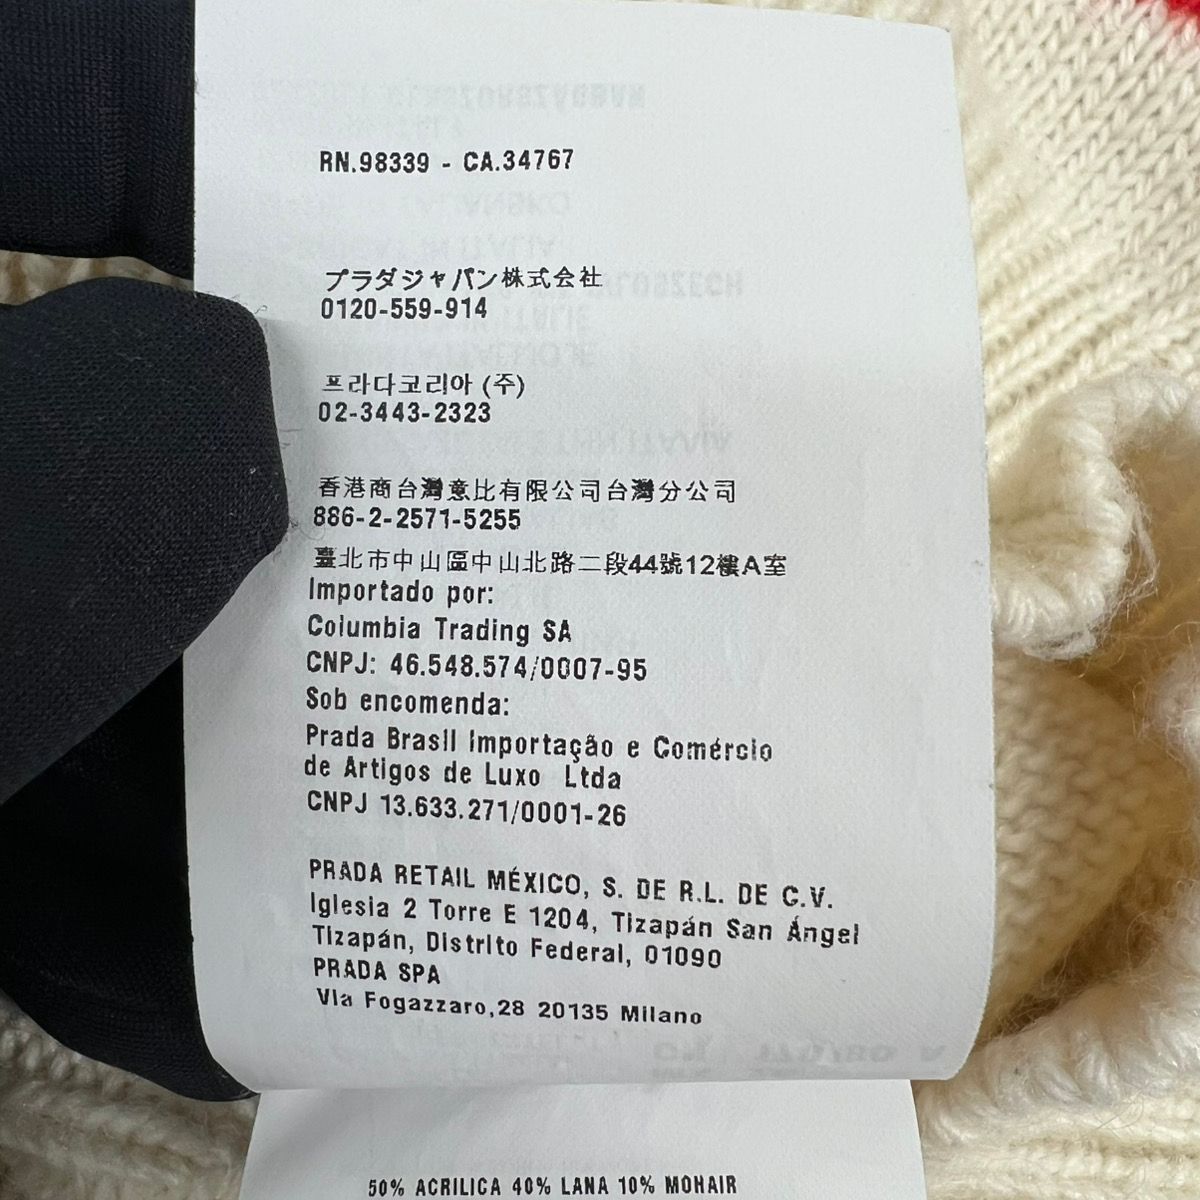 RN.98339 - CA.34767
プラダジャパン株式会社
0120-559-914
프라다코리아 (주)
02-3443-2323
香港商台灣意比有限公司台灣分公司
886-2-2571-5255
臺北市中山區中山北路二段44號12樓A室
Importado por:
Columbia Trading SA
CNPJ: 46.548.574/0007-95
Sob encomenda:
Prada Brasil Importação e Comércio
de Artigos de Luxo Ltda
CNPJ 13.633.271/0001-26
PRADA RETAIL MÉXICO, S. DE R.L. DE C.V.
Iglesia 2 Torre E 1204, Tizapán San Ángel
Tizapán, Distrito Federal, 01090
PRADA SPA
Via Fogazzaro,28 20135 Milano
50% ACRILICA 40% LANA 10% MOHAIR